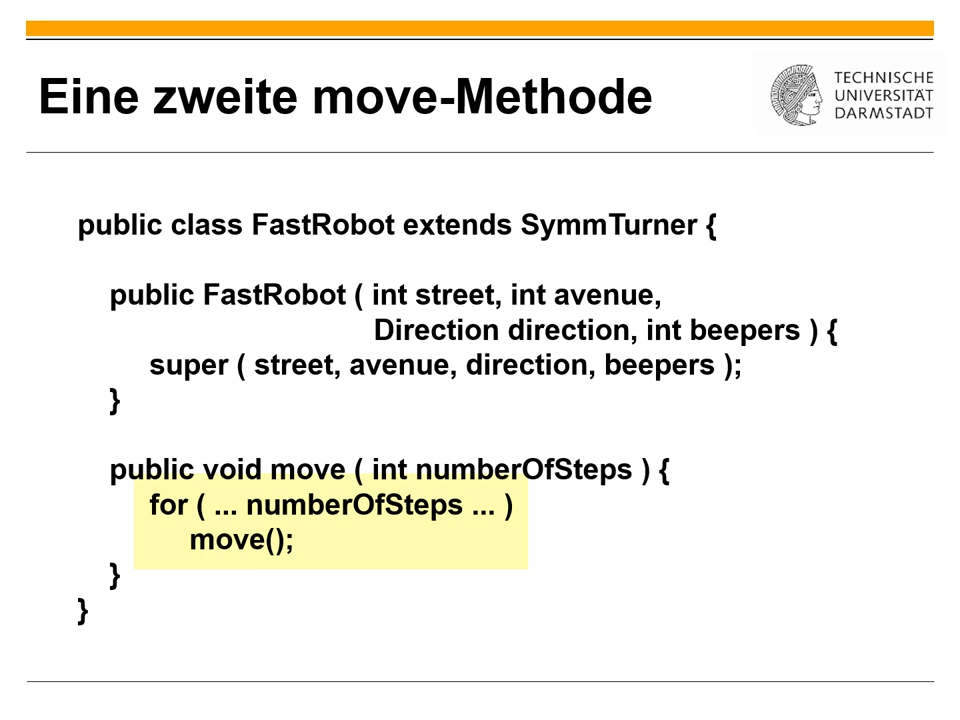 Eine zweite move-Methode
TECHNISCHE
UNIVERSITÄT
DARMSTADT
public class FastRobot extends SymmTurner {
public FastRobot ( int street, int avenue,
Direction direction, int beepers ) {
super ( street, avenue, direction, beepers );
}
public void move ( int numberOfSteps ) {
for ( ... numberOfSteps ... )
move();
}
}